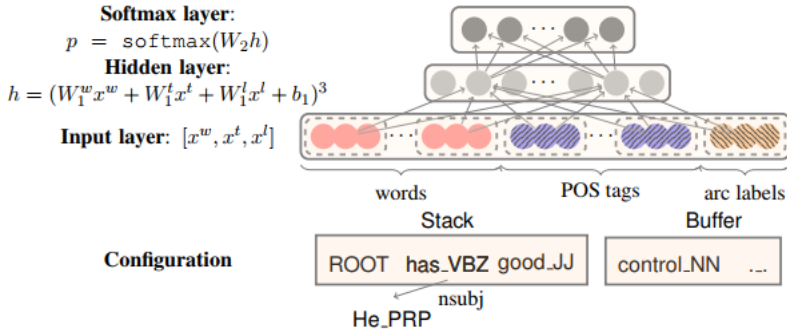 Softmax layer:
p = softmax(W₂h)
Hidden layer:
h = (W₁ʷxʷ + W₁ᵗxᵗ + W₁ˡxˡ + b₁)³
Input layer: [xʷ, xᵗ, xˡ]
···
···
··· ···
words POS tags arc labels
Stack Buffer
Configuration
ROOT has_VBZ good_JJ control_NN ._.
nsubj
He_PRP